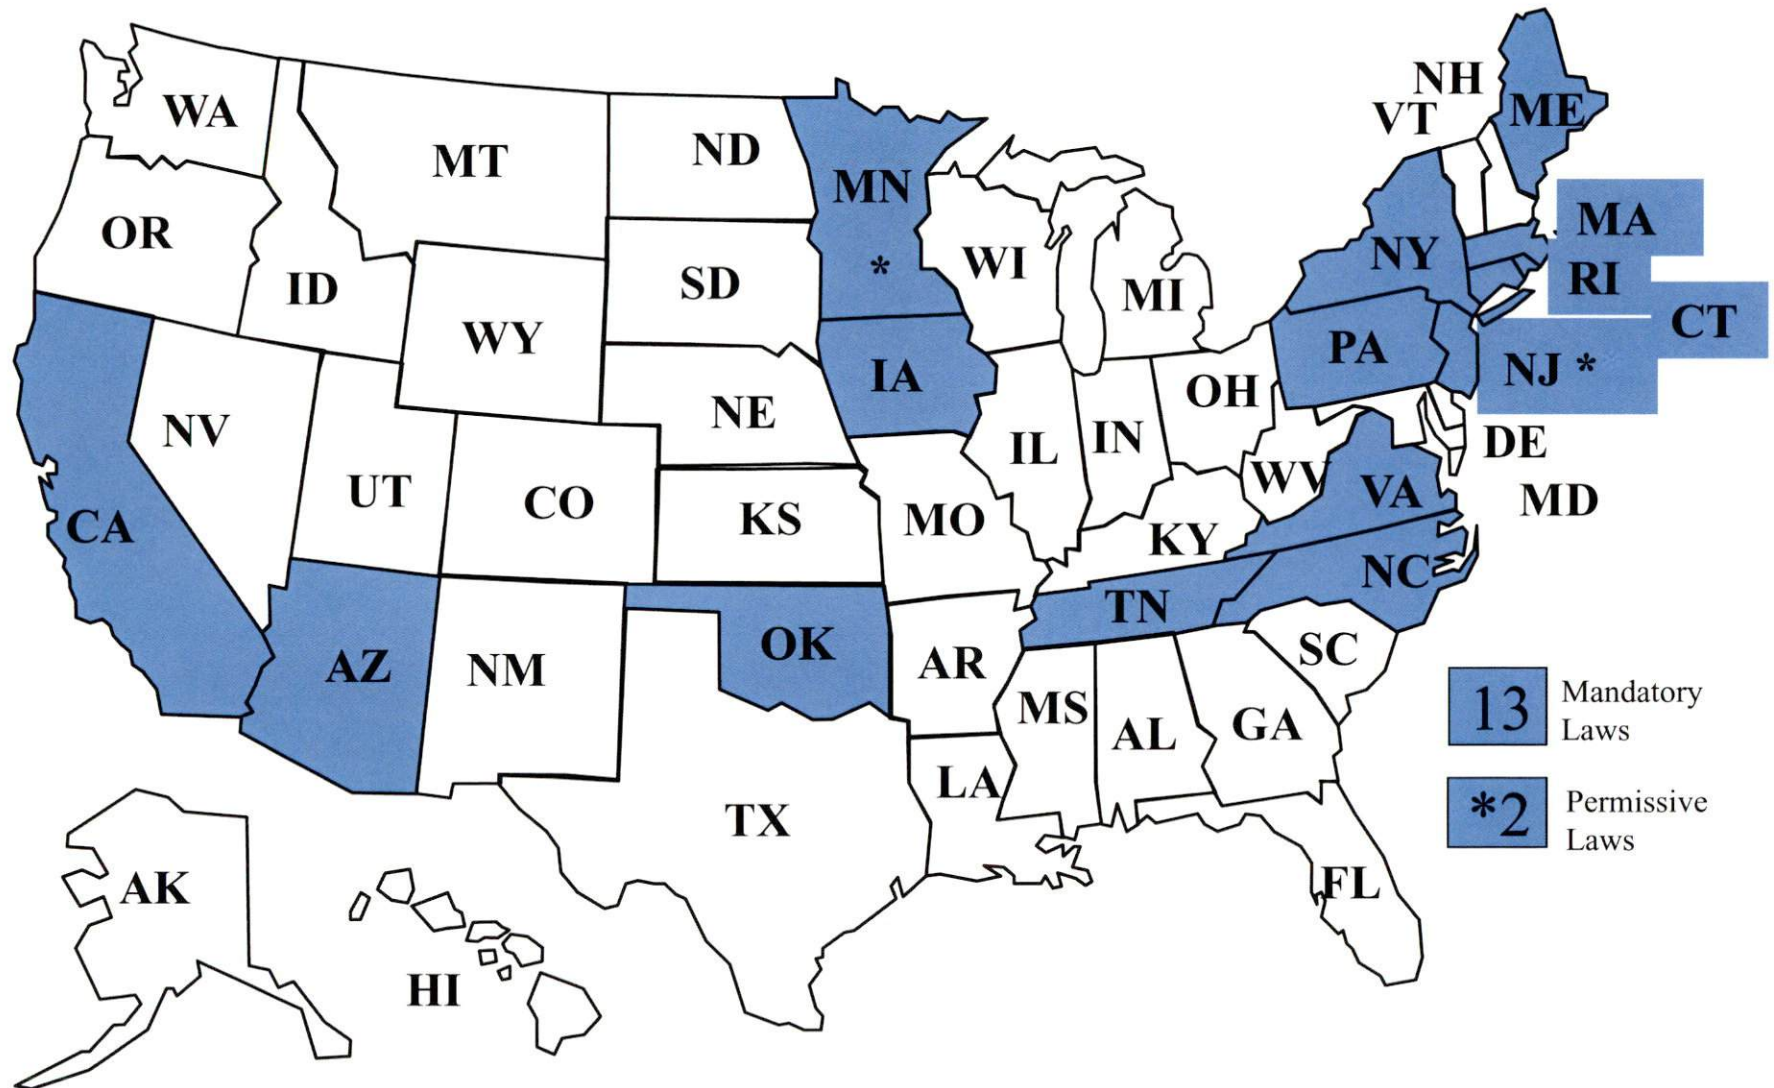 NH
VT
ME
WA
MT
ND
MN
*
OR
ID
SD
WI
MI
NY
MA
RI
CT
WY
IA
PA
NJ *
NV
NE
IL
IN
OH
DE
UT
CO
KS
MO
WV
VA
MD
CA
KY
NC
TN
AZ
NM
OK
AR
SC
MS
AL
GA
LA
TX
FL
AK
HI
13
Mandatory
Laws
*2
Permissive
Laws